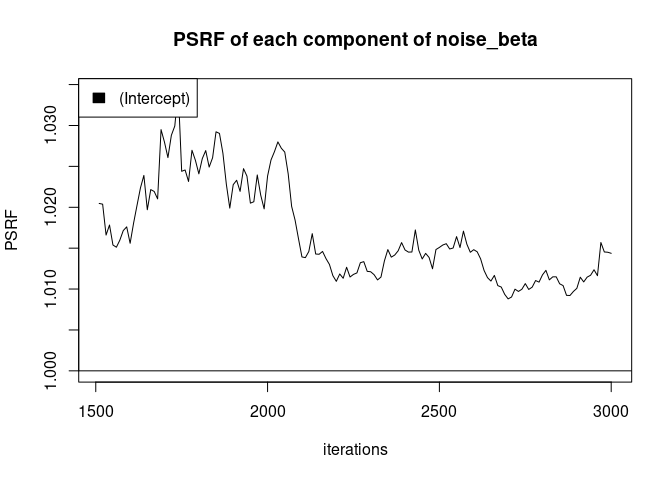 PSRF of each component of noise_beta
(Intercept)
PSRF
1.030
1.020
1.010
1.000
1500 2000 2500 3000
iterations